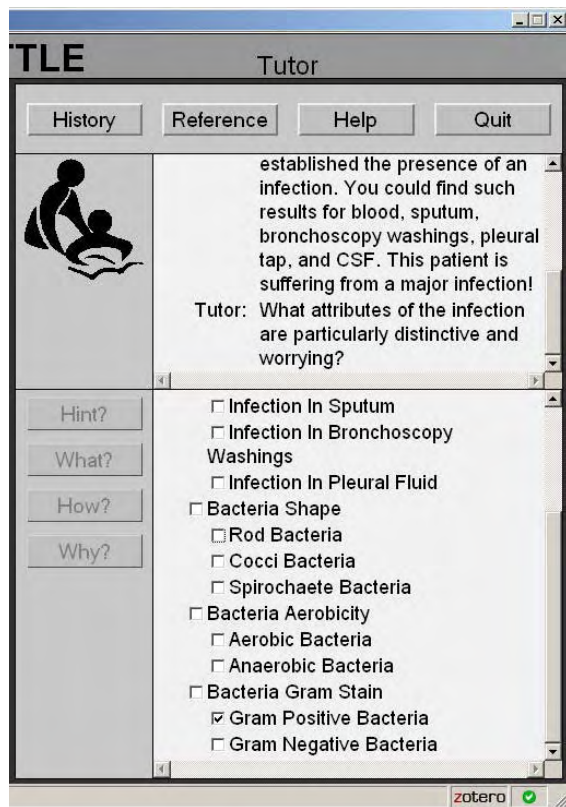 TLE
Tutor
History
Reference
Help
Quit
established the presence of an
infection. You could find such
results for blood, sputum,
bronchoscopy washings, pleural
tap, and CSF. This patient is
suffering from a major infection!
Tutor: What attributes of the infection
are particularly distinctive and
worrying?
Hint?
What?
How?
Why?
Infection In Sputum
Infection In Bronchoscopy
Washings
Infection In Pleural Fluid
Bacteria Shape
Rod Bacteria
Cocci Bacteria
Spirochaete Bacteria
Bacteria Aerobicity
Aerobic Bacteria
Anaerobic Bacteria
Bacteria Gram Stain
Gram Positive Bacteria
Gram Negative Bacteria
zotero